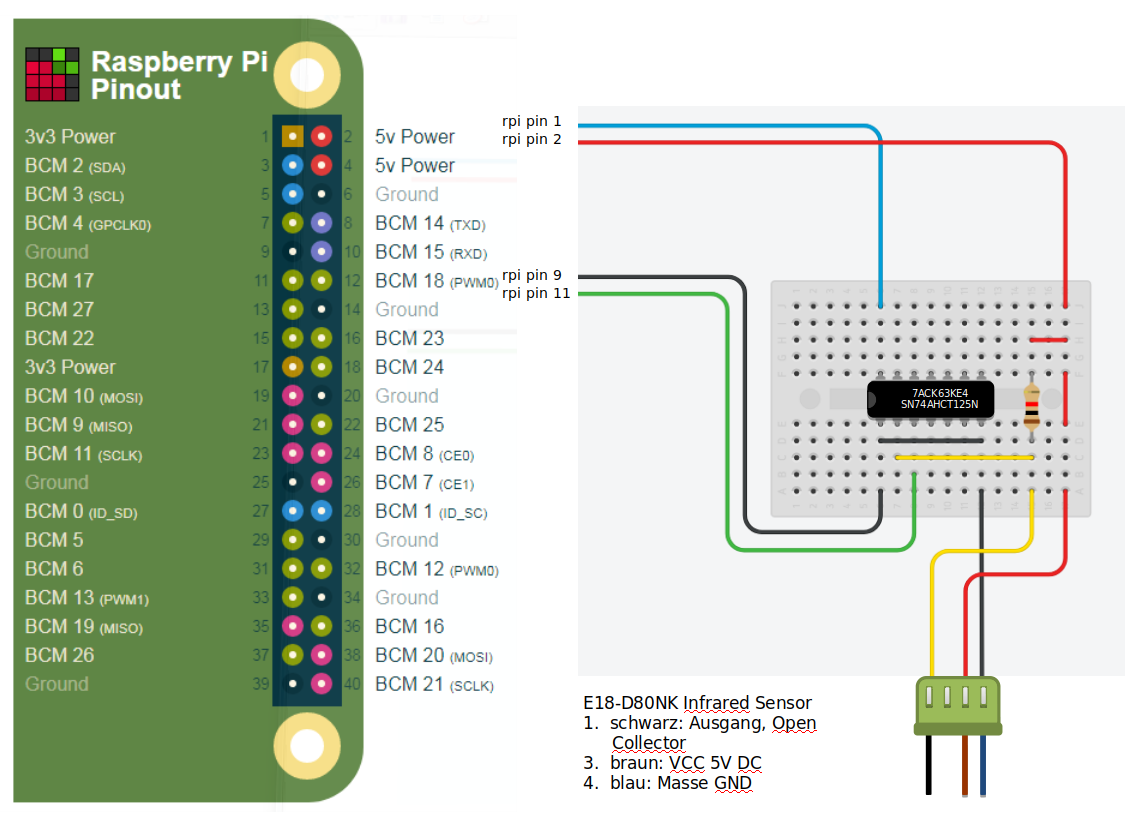 Raspberry Pi
Pinout
3v3 Power 1 2 5v Power
BCM 2 (SDA) 3 4 5v Power
BCM 3 (SCL) 5 6 Ground
BCM 4 (GPCLK0) 7 8 BCM 14 (TXD)
Ground 9 10 BCM 15 (RXD)
BCM 17 11 12 BCM 18 (PWM0)
BCM 27 13 14 Ground
BCM 22 15 16 BCM 23
3v3 Power 17 18 BCM 24
BCM 10 (MOSI) 19 20 Ground
BCM 9 (MISO) 21 22 BCM 25
BCM 11 (SCLK) 23 24 BCM 8 (CE0)
Ground 25 26 BCM 7 (CE1)
BCM 0 (ID_SD) 27 28 BCM 1 (ID_SC)
BCM 5 29 30 Ground
BCM 6 31 32 BCM 12 (PWM0)
BCM 13 (PWM1) 33 34 Ground
BCM 19 (MISO) 35 36 BCM 16
BCM 26 37 38 BCM 20 (MOSI)
Ground 39 40 BCM 21 (SCLK)
rpi pin 1
rpi pin 2
rpi pin 9
rpi pin 11
7ACK63KE4
SN74AHCT125N
E18-D80NK Infrared Sensor
1. schwarz: Ausgang, Open
Collector
3. braun: VCC 5V DC
4. blau: Masse GND